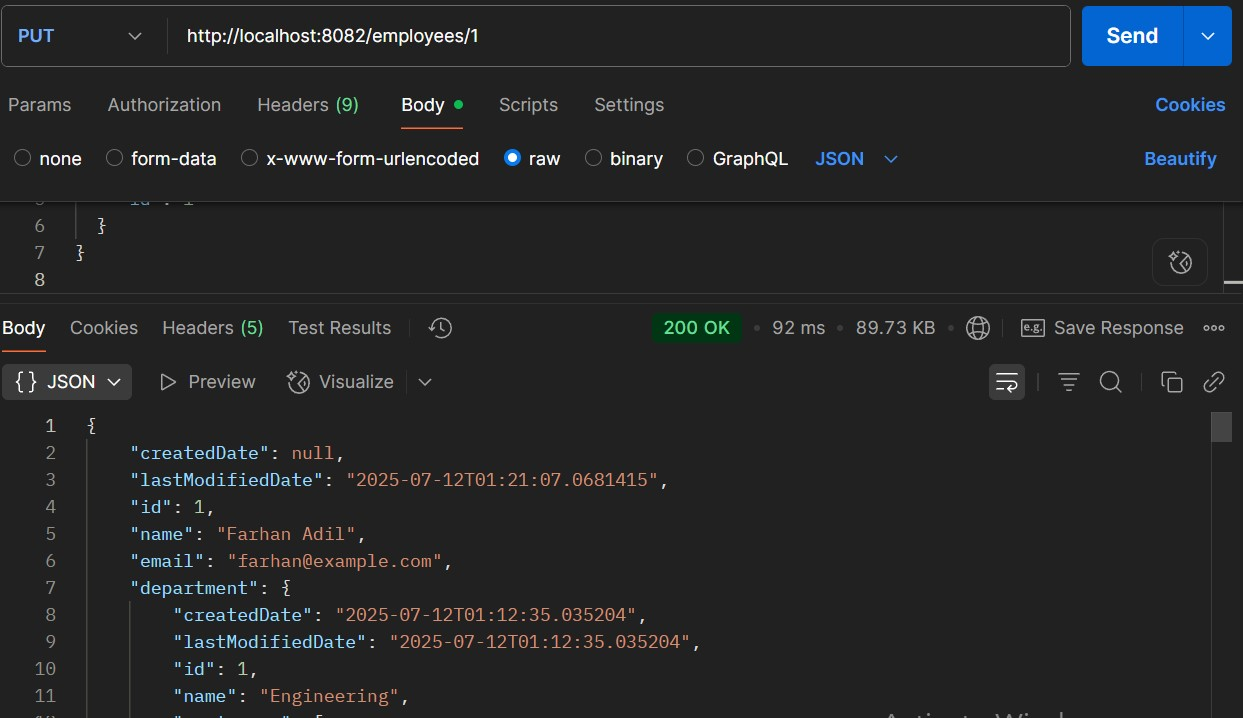 PUT http://localhost:8082/employees/1 Send
Params Authorization Headers (9) Body Scripts Settings Cookies
none form-data x-www-form-urlencoded raw binary GraphQL JSON Beautify
6 }
7 }
8
Body Cookies Headers (5) Test Results 200 OK • 92 ms • 89.73 KB • e.g. Save Response
{} JSON Preview Visualize
1 {
2 "createdDate": null,
3 "lastModifiedDate": "2025-07-12T01:21:07.0681415",
4 "id": 1,
5 "name": "Farhan Adil",
6 "email": "farhan@example.com",
7 "department": {
8 "createdDate": "2025-07-12T01:12:35.035204",
9 "lastModifiedDate": "2025-07-12T01:12:35.035204",
10 "id": 1,
11 "name": "Engineering",